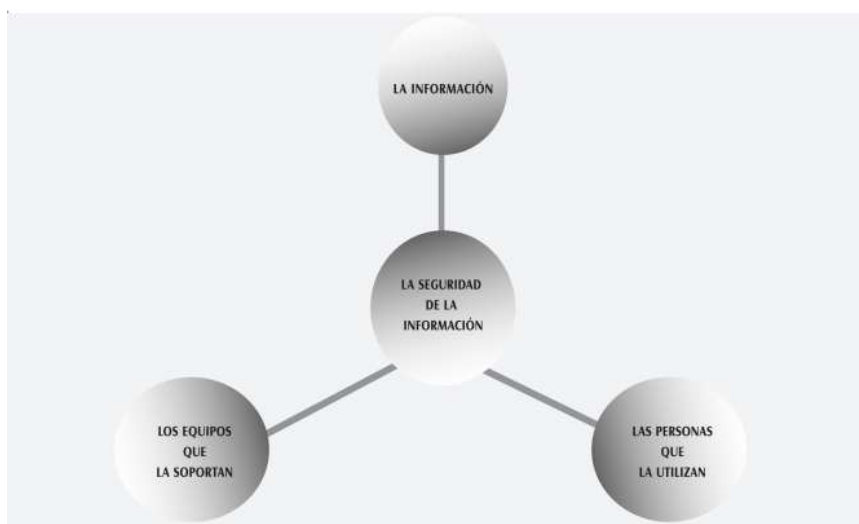 LA INFORMACIÓN
LA SEGURIDAD
DE LA
INFORMACIÓN
LOS EQUIPOS
QUE
LA SOPORTAN
LAS PERSONAS
QUE
LA UTILIZAN